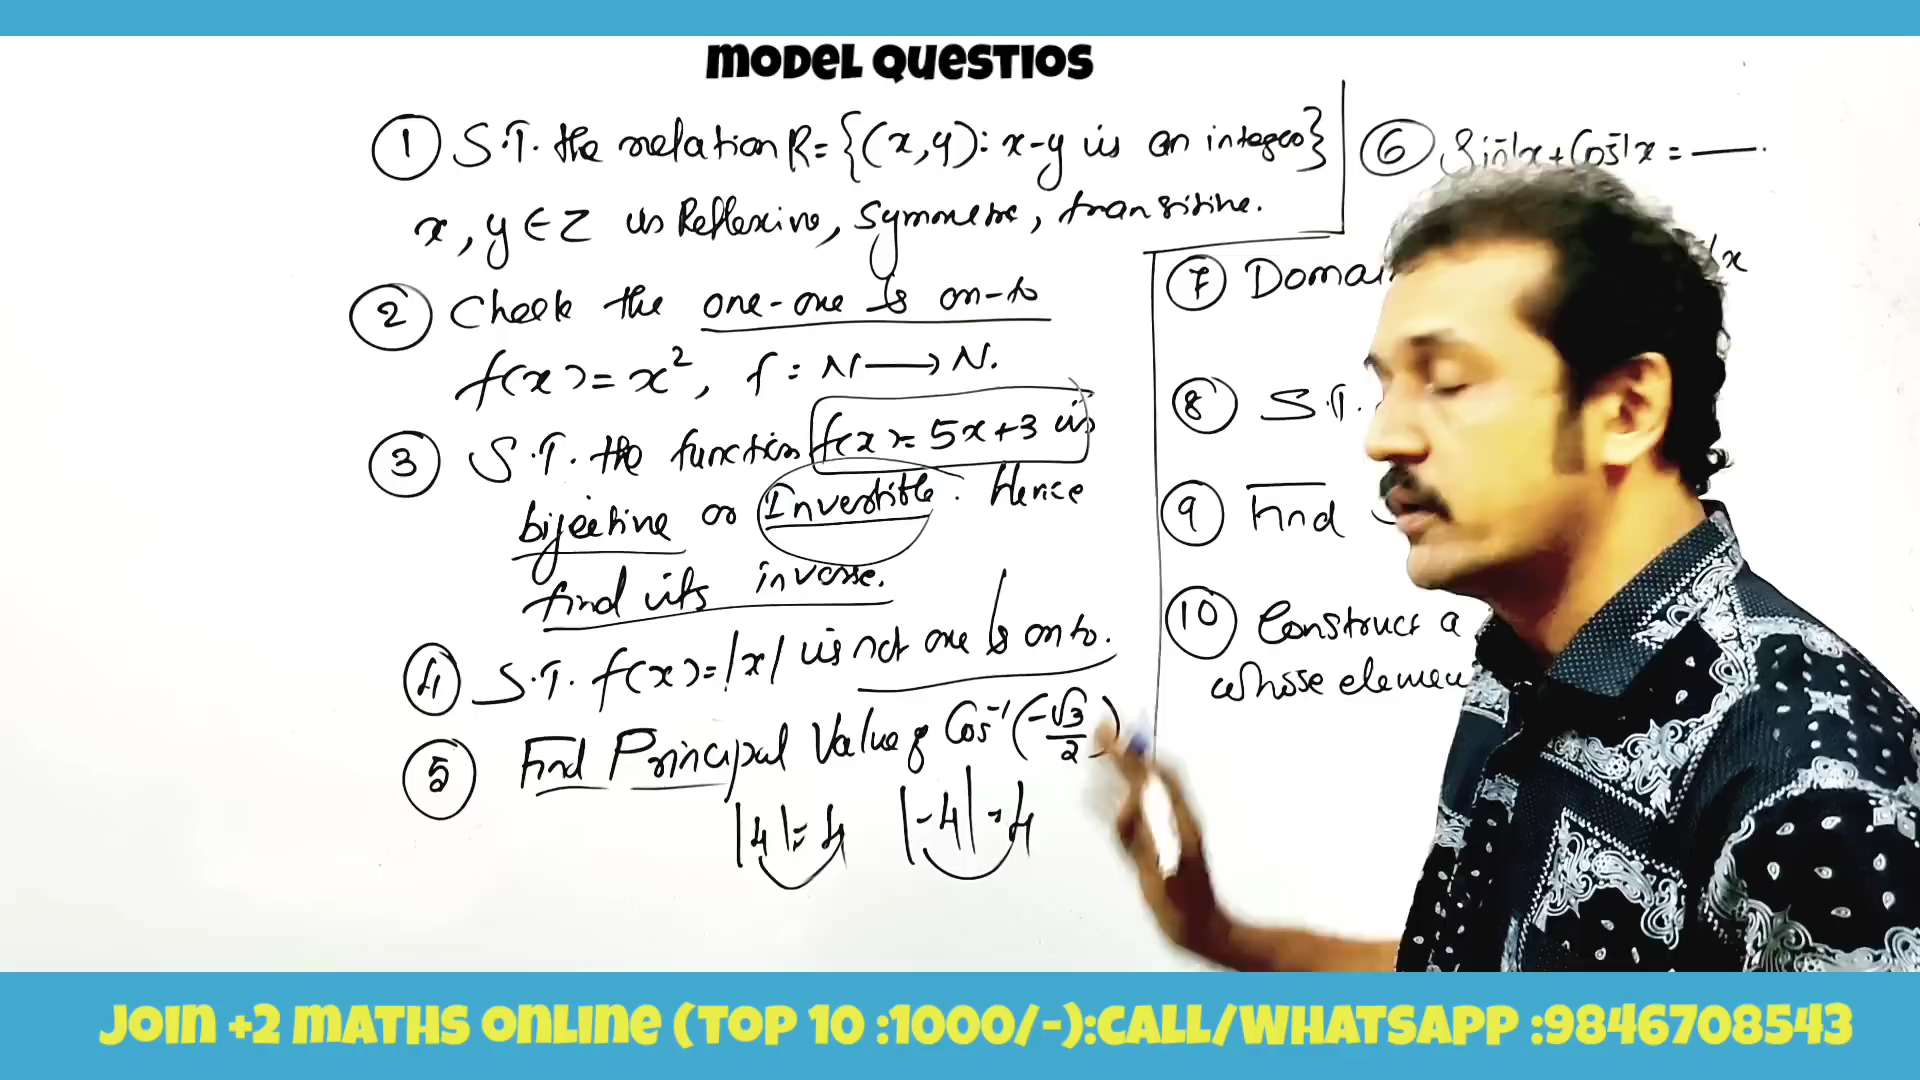 MODEL QUESTIOS
① S.T. the relation R = {(x,y): x-y is an integer}
x, y ∈ Z is Reflexive, Symmetric, transitive.
② Check the one-one & on-to
f(x) = x², f : N → N.
③ S.T. the function f(x) = 5x+3 is
bijective or Invertible. Hence
find its inverse.
④ S.T. f(x) = |x| is not one & onto.
⑤ Find Principal Value of Cos⁻¹(-√3/2)
|4| = 4 |-4| = 4
⑥ Sin⁻¹x + Cos⁻¹x = ——.
⑦
x
⑧ S.T.
⑨ Find
⑩ Construct a
whose
JOIN +2 MATHS ONLINE (TOP 10 :1000/-):CALL/WHATSAPP :9846708543